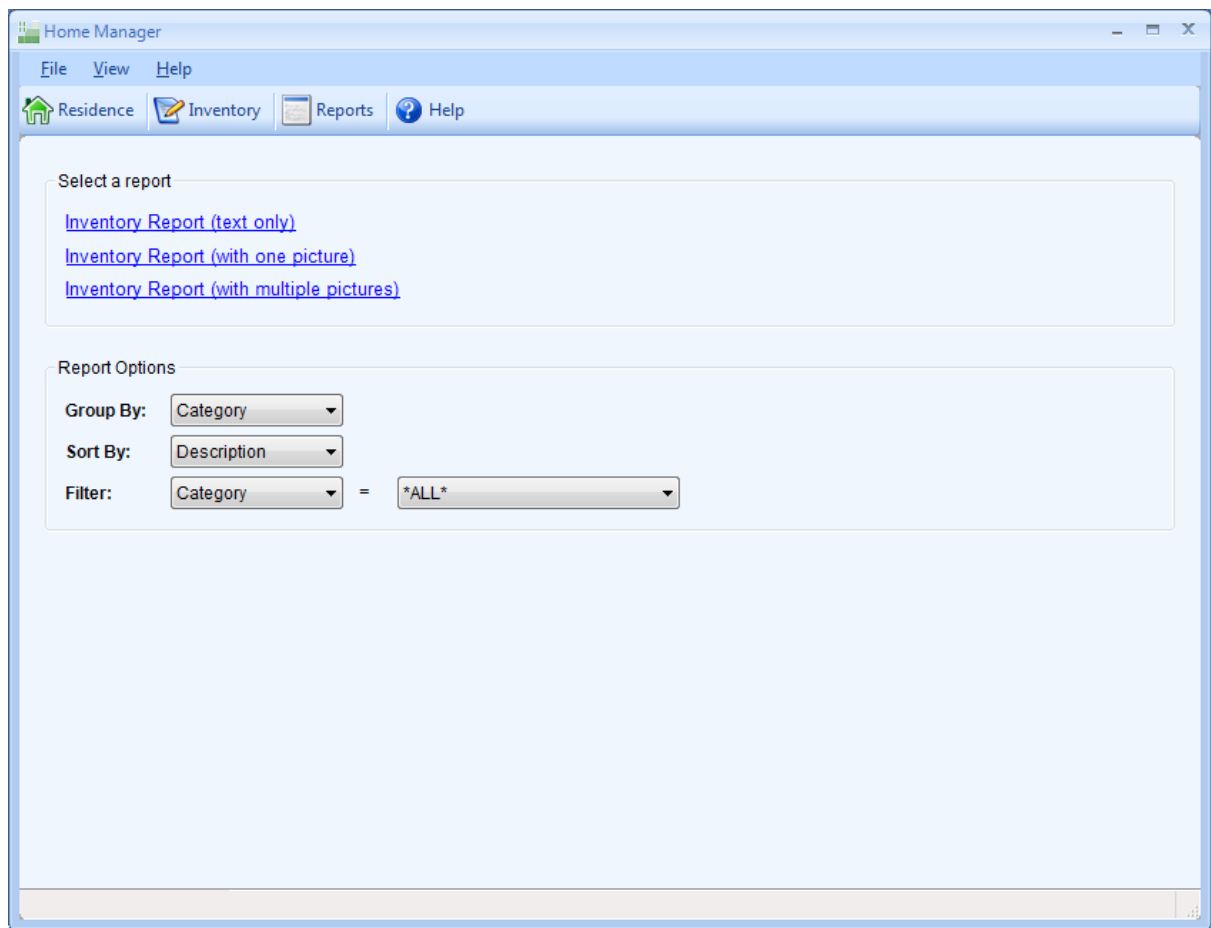 Home Manager
File View Help
Residence Inventory Reports Help
Select a report
Inventory Report (text only)
Inventory Report (with one picture)
Inventory Report (with multiple pictures)
Report Options
Group By: Category
Sort By: Description
Filter: Category = *ALL*